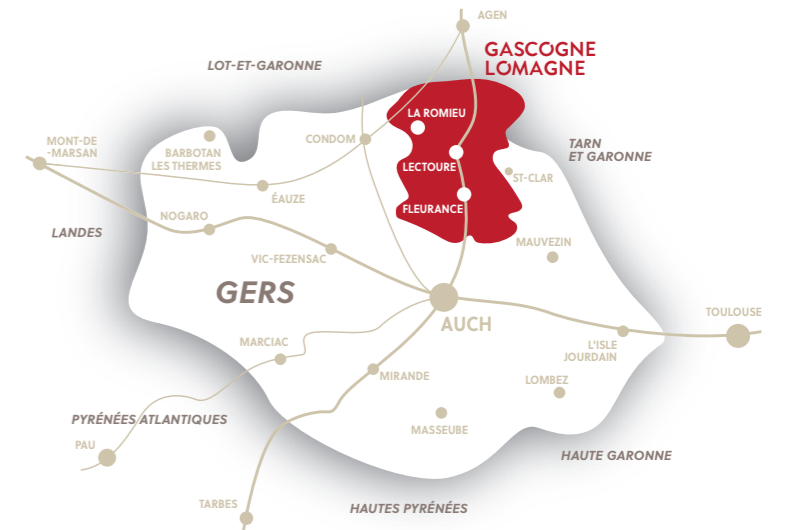 AGEN
GASCOGNE
LOMAGNE
LOT-ET-GARONNE
LA ROMIEU
CONDOM
MONT-DE
-MARSAN
BARBOTAN
LES THERMES
TARN
ET GARONNE
LECTOURE
ST-CLAR
ÉAUZE
FLEURANCE
NOGARO
LANDES
MAUVEZIN
VIC-FEZENSAC
GERS
AUCH
TOULOUSE
MARCIAC
L'ISLE
JOURDAIN
MIRANDE
LOMBEZ
PYRÉNÉES ATLANTIQUES
MASSEUBE
PAU
HAUTE GARONNE
TARBES
HAUTES PYRÉNÉES